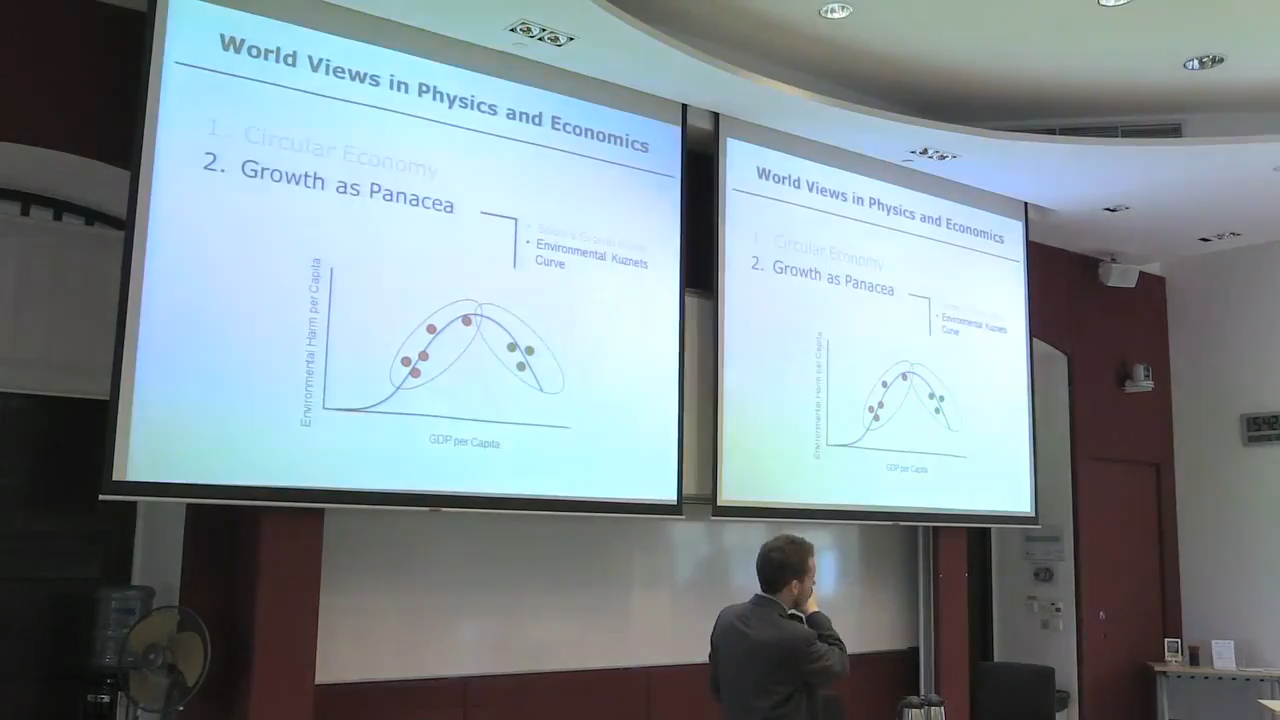 World Views in Physics and Economics
1. Circular Economy
2. Growth as Panacea
• Environmental Kuznets
Curve
Environmental Harm per Capita
GDP per Capita
World Views in Physics and Economics
1. Circular Economy
2. Growth as Panacea
• Environmental Kuznets
Curve
Environmental Harm per Capita
GDP per Capita